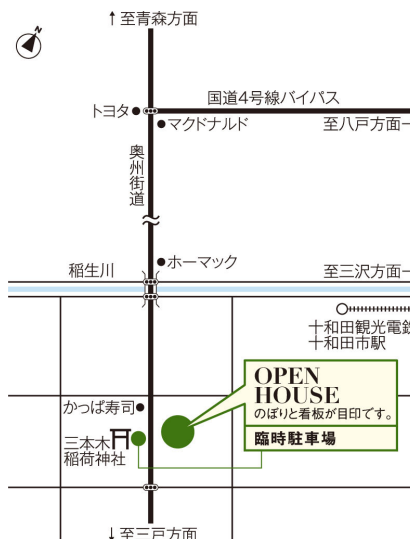 ↑至青森方面
N
国道4号線バイパス
トヨタ
マクドナルド
至八戸方面
奥州街道
ホーマック
稲生川
至三沢方面
十和田観光電鉄
十和田市駅
OPEN
HOUSE
のぼりと看板が目印です。
臨時駐車場
かっぱ寿司
三本木
稲荷神社
↓至三戸方面